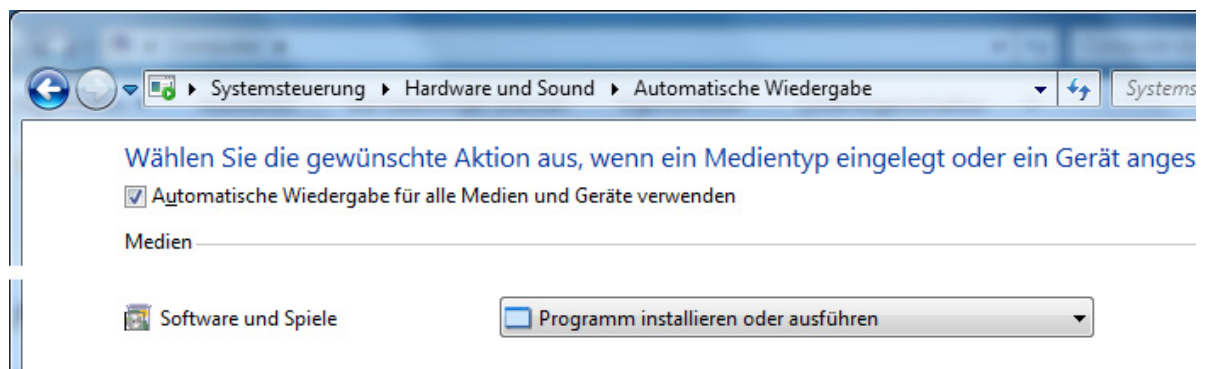 Systemsteuerung ▸ Hardware und Sound ▸ Automatische Wiedergabe Systems
Wählen Sie die gewünschte Aktion aus, wenn ein Medientyp eingelegt oder ein Gerät anges
Automatische Wiedergabe für alle Medien und Geräte verwenden
Medien
Software und Spiele Programm installieren oder ausführen